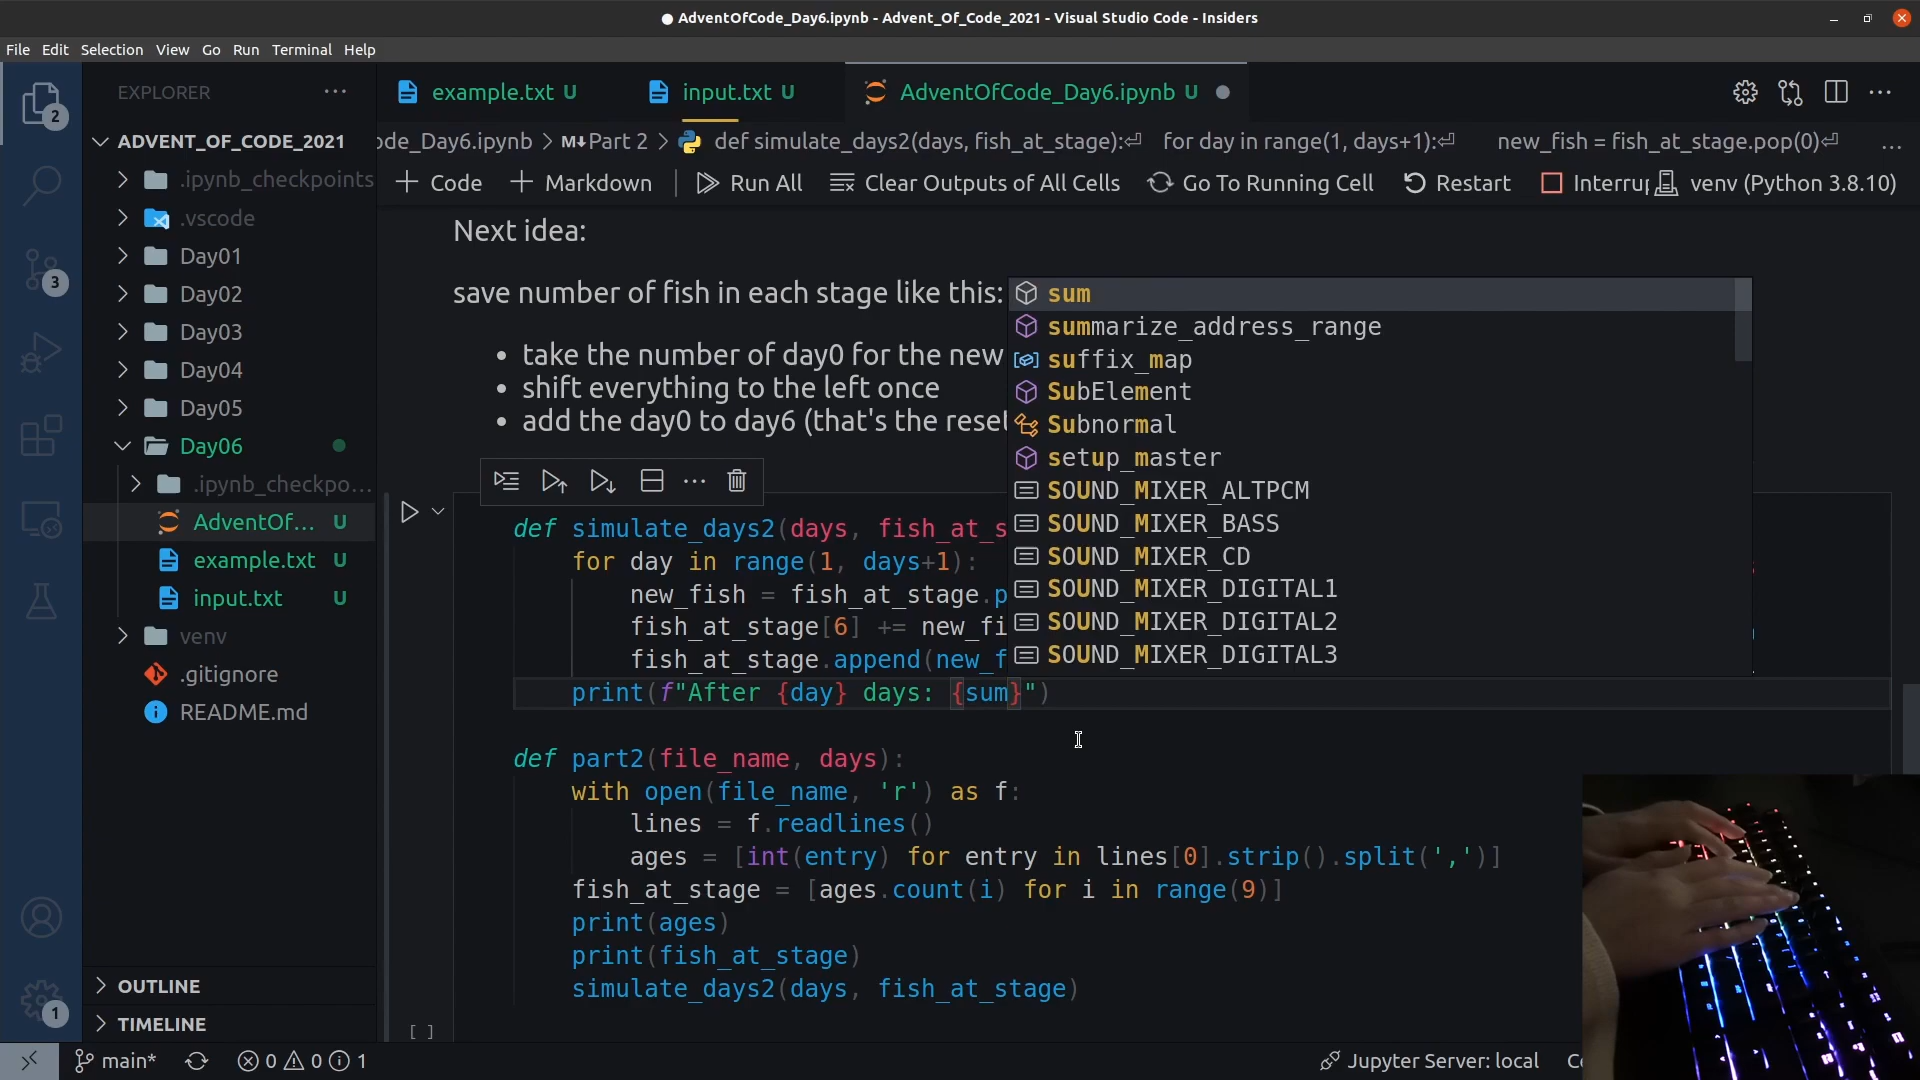 AdventOfCode_Day6.ipynb - Advent_Of_Code_2021 - Visual Studio Code - Insiders
File Edit Selection View Go Run Terminal Help
EXPLORER
example.txt U
input.txt U
AdventOfCode_Day6.ipynb U
2
ADVENT_OF_CODE_2021
ode_Day6.ipynb > M↓Part 2 > def simulate_days2(days, fish_at_stage):⏎ for day in range(1, days+1):⏎ new_fish = fish_at_stage.pop(0)⏎ ...
.ipynb_checkpoints
+ Code + Markdown | Run All Clear Outputs of All Cells Go To Running Cell Restart Interrup venv (Python 3.8.10)
.vscode
Day01
Day02
Day03
Day04
Day05
Day06
.ipynb_checkpo...
AdventOf... U
example.txt U
input.txt U
venv
.gitignore
README.md
3
Next idea:
save number of fish in each stage like this:
• take the number of day0 for the new
• shift everything to the left once
• add the day0 to day6 (that's the reset
sum
summarize_address_range
suffix_map
SubElement
Subnormal
setup_master
SOUND_MIXER_ALTPCM
SOUND_MIXER_BASS
SOUND_MIXER_CD
SOUND_MIXER_DIGITAL1
SOUND_MIXER_DIGITAL2
SOUND_MIXER_DIGITAL3
def simulate_days2(days, fish_at_s
for day in range(1, days+1):
new_fish = fish_at_stage.p
fish_at_stage[6] += new_fi
fish_at_stage.append(new_f
print(f"After {day} days: {sum}")
def part2(file_name, days):
with open(file_name, 'r') as f:
lines = f.readlines()
ages = [int(entry) for entry in lines[0].strip().split(',')]
fish_at_stage = [ages.count(i) for i in range(9)]
print(ages)
print(fish_at_stage)
simulate_days2(days, fish_at_stage)
[ ]
OUTLINE
TIMELINE
1
main* 0 0 1
Jupyter Server: local